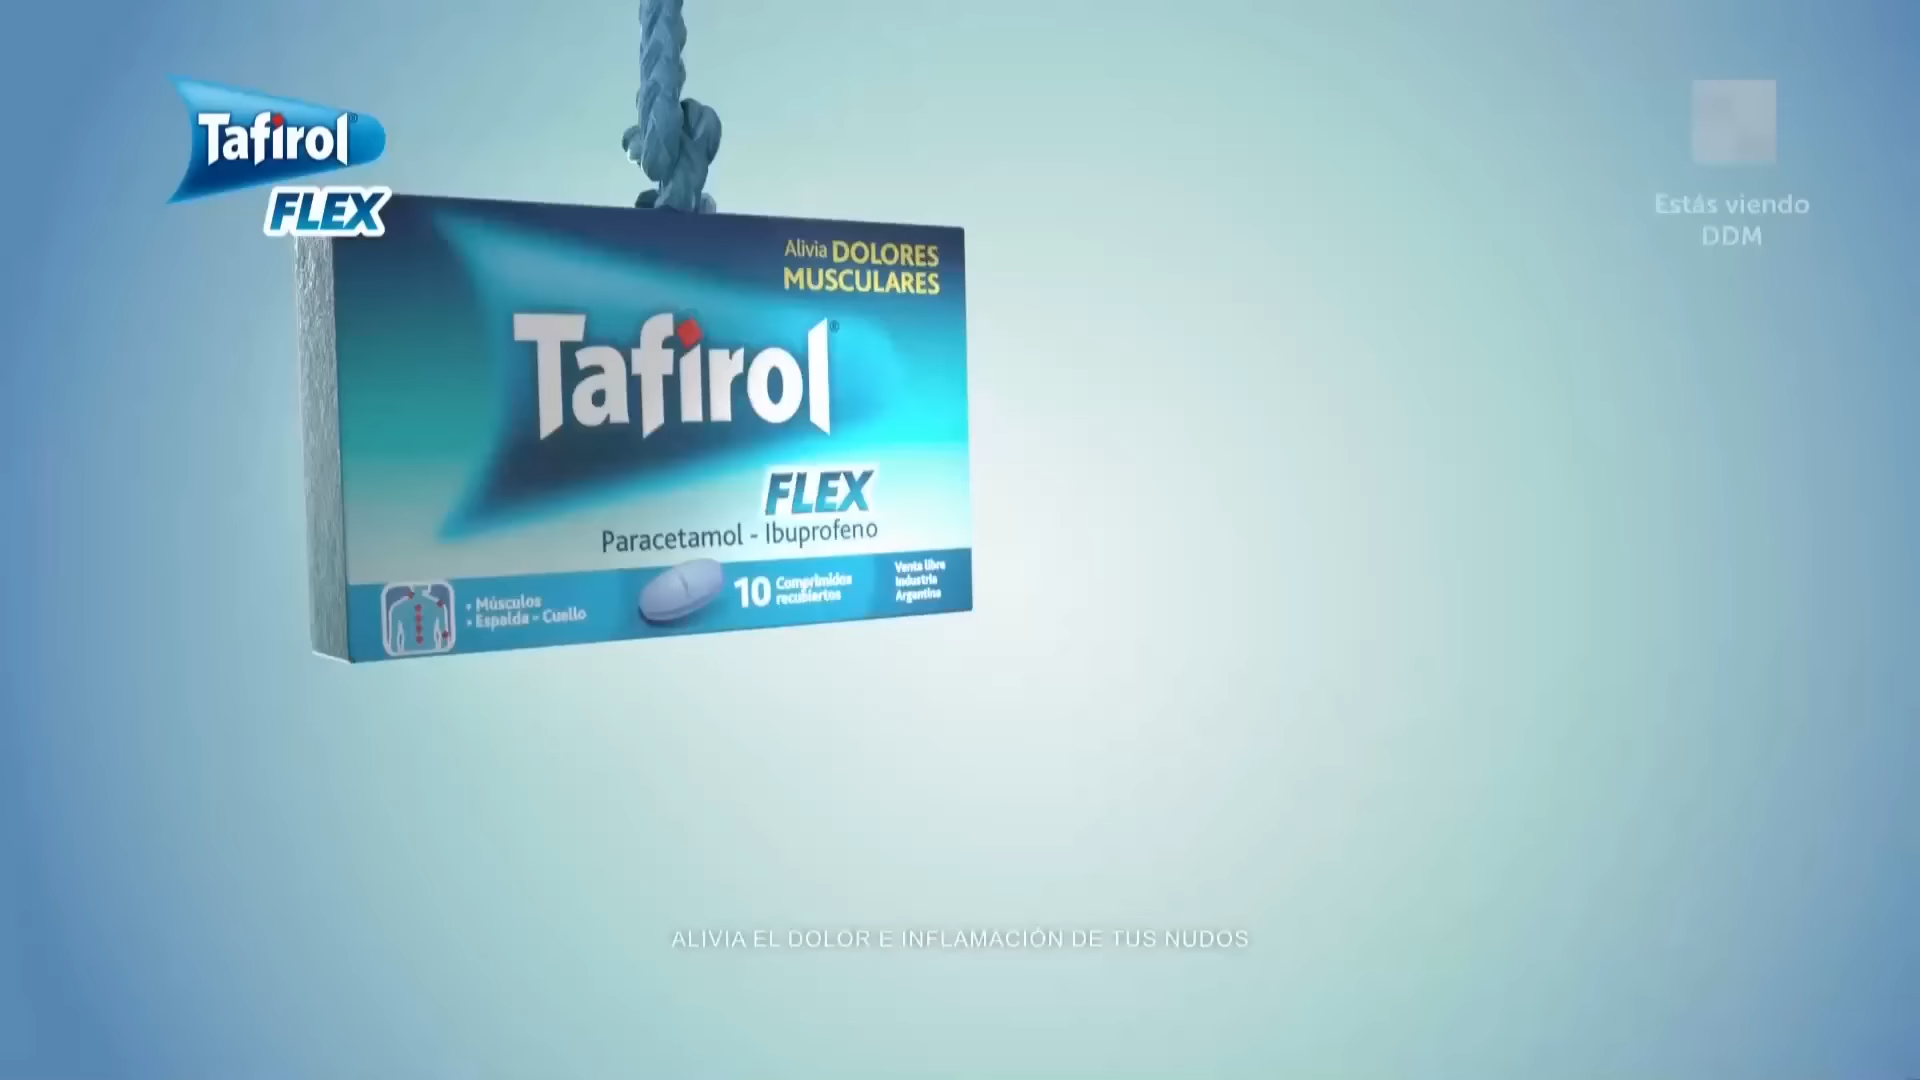 Tafirol
FLEX
Estás viendo
DDM
Alivia DOLORES
MUSCULARES
Tafirol®
FLEX
Paracetamol - Ibuprofeno
• Músculos
• Espalda - Cuello
10 Comprimidos
recubiertos
Venta libre
Industria
Argentina
ALIVIA EL DOLOR E INFLAMACIÓN DE TUS NUDOS